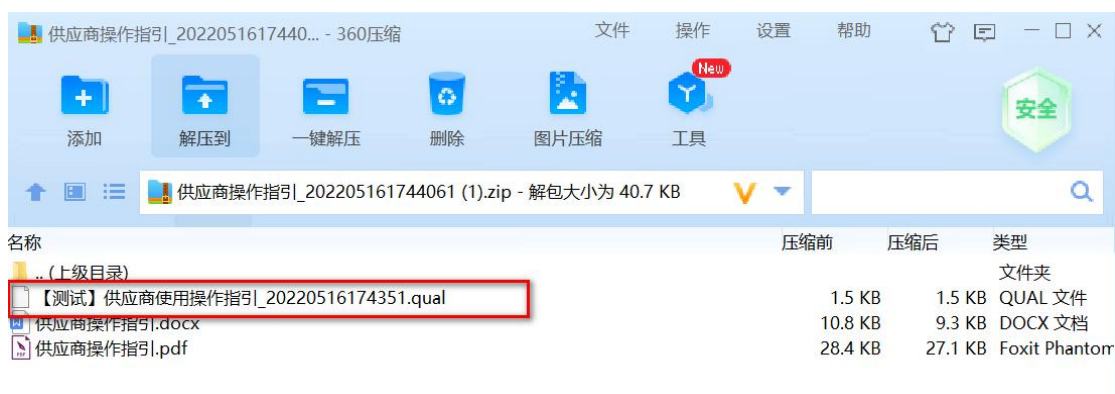 供应商操作指引_2022051617440... - 360压缩 文件 操作 设置 帮助
New
安全
添加 解压到 一键解压 删除 图片压缩 工具
供应商操作指引_202205161744061 (1).zip - 解包大小为 40.7 KB
名称 压缩前 压缩后 类型
.. (上级目录) 文件夹
【测试】供应商使用操作指引_20220516174351.qual 1.5 KB 1.5 KB QUAL 文件
供应商操作指引.docx 10.8 KB 9.3 KB DOCX 文档
供应商操作指引.pdf 28.4 KB 27.1 KB Foxit Phantom